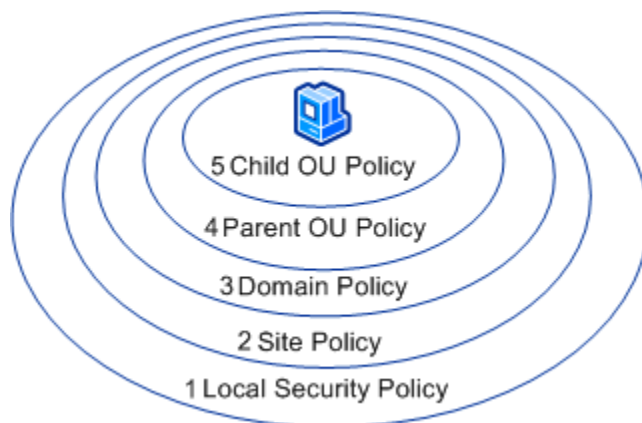 5 Child OU Policy
4 Parent OU Policy
3 Domain Policy
2 Site Policy
1 Local Security Policy